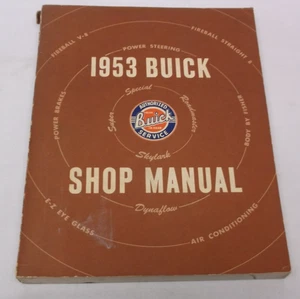 FIREBALL V-8
POWER STEERING
FIREBALL STRAIGHT 8
1953 BUICK
POWER BRAKES
BODY BY FISHER
Super
Special
Roadmaster
AUTHORIZED
Buick
SERVICE
Skylark
SHOP MANUAL
Dynaflow
E-Z EYE GLASS
AIR CONDITIONING